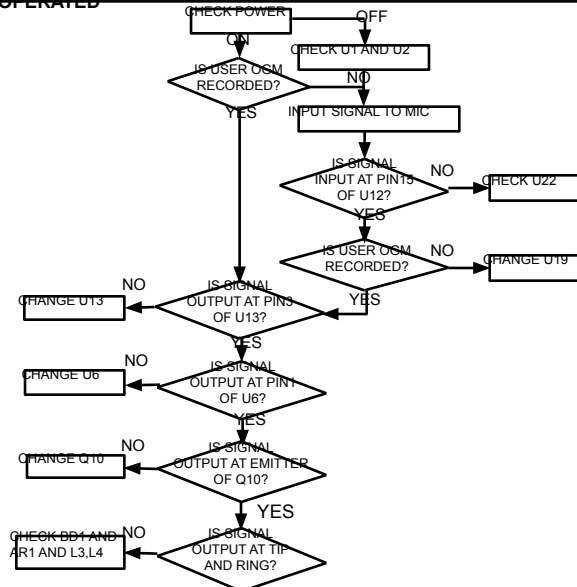 OPERATED
CHECK POWER
OFF
ON
CHECK U1 AND U2
IS USER OGM
RECORDED?
NO
YES
INPUT SIGNAL TO MIC
IS SIGNAL
INPUT AT PIN15
OF U12?
NO
CHECK U22
YES
IS USER OGM
RECORDED?
NO
CHANGE U19
YES
IS SIGNAL
OUTPUT AT PIN3
OF U13?
NO
CHANGE U13
YES
IS SIGNAL
OUTPUT AT PIN1
OF U6?
NO
CHANGE U6
YES
IS SIGNAL
OUTPUT AT EMITTER
OF Q10?
NO
CHANGE Q10
YES
IS SIGNAL
OUTPUT AT TIP
AND RING?
NO
CHECK BD1 AND
AR1 AND L3,L4